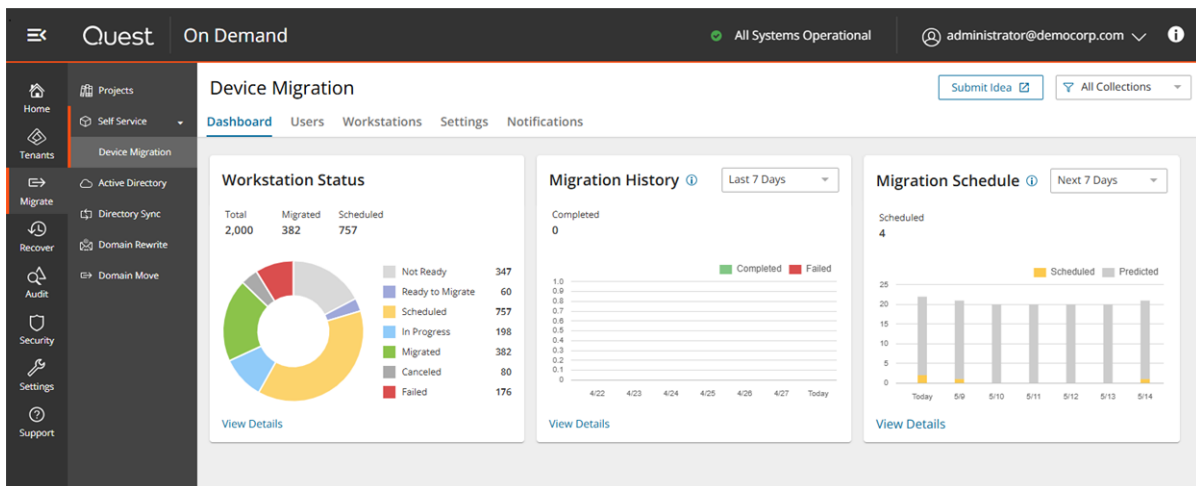 Quest On Demand
All Systems Operational
administrator@democorp.com
Home
Tenants
Migrate
Recover
Audit
Security
Settings
Support
Projects
Self Service
Device Migration
Active Directory
Directory Sync
Domain Rewrite
Domain Move
Device Migration
Submit Idea
All Collections
Dashboard Users Workstations Settings Notifications
Workstation Status
Total Migrated Scheduled
2,000 382 757
Not Ready 347
Ready to Migrate 60
Scheduled 757
In Progress 198
Migrated 382
Canceled 80
Failed 176
View Details
Migration History
Last 7 Days
Completed
0
Completed Failed
1.0
0.9
0.8
0.7
0.6
0.5
0.4
0.3
0.2
0.1
0
4/22 4/23 4/24 4/25 4/26 4/27 Today
View Details
Migration Schedule
Next 7 Days
Scheduled
4
Scheduled Predicted
25
20
15
10
5
0
Today 5/9 5/10 5/11 5/12 5/13 5/14
View Details